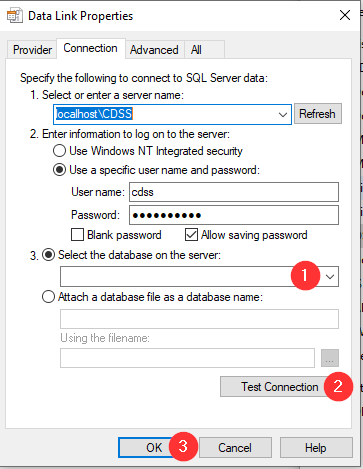 Data Link Properties
Provider Connection Advanced All
Specify the following to connect to SQL Server data:
1. Select or enter a server name:
localhost\CDSS Refresh
2. Enter information to log on to the server:
Use Windows NT Integrated security
Use a specific user name and password:
User name: cdss
Password: ●●●●●●●●●●
Blank password Allow saving password
3. Select the database on the server:
1
Attach a database file as a database name:
Using the filename:
...
Test Connection 2
OK 3 Cancel Help